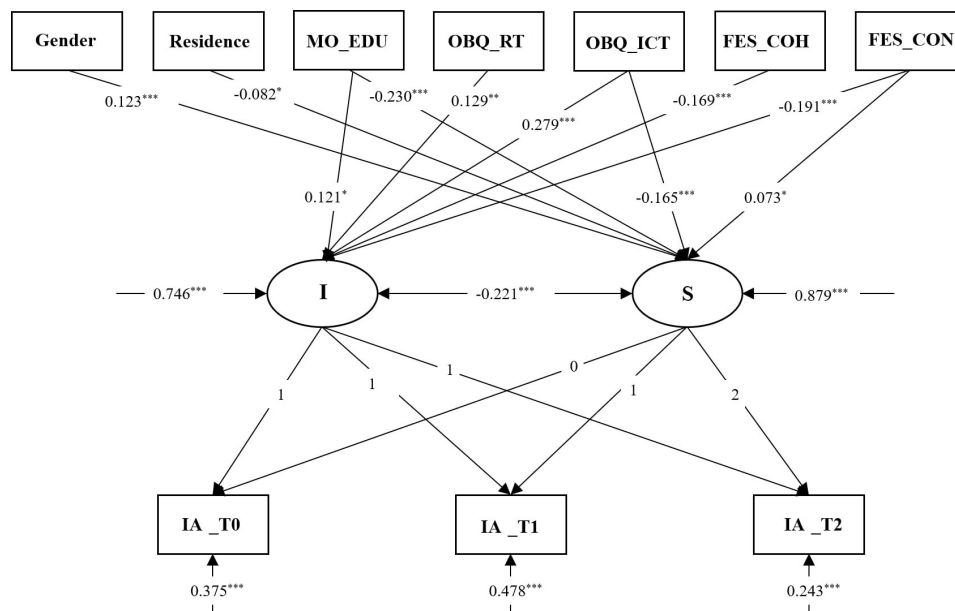 Gender Residence MO_EDU OBQ_RT OBQ_ICT FES_COH FES_CON
0.123*** -0.082* -0.230*** 0.129** 0.279*** -0.169*** -0.191***
0.121* -0.165*** 0.073*
0.746*** I -0.221*** S 0.879***
1 1 1 0 1 2
IA _T0 IA _T1 IA _T2
0.375*** 0.478*** 0.243***